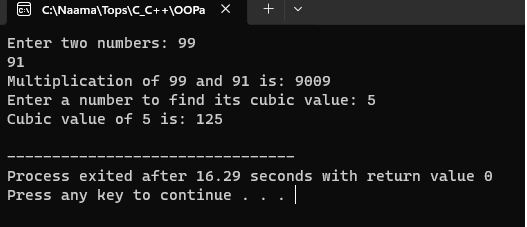 C:\Naama\Tops\C_C++\OOPa
Enter two numbers: 99
91
Multiplication of 99 and 91 is: 9009
Enter a number to find its cubic value: 5
Cubic value of 5 is: 125
--------------------------------
Process exited after 16.29 seconds with return value 0
Press any key to continue . . .